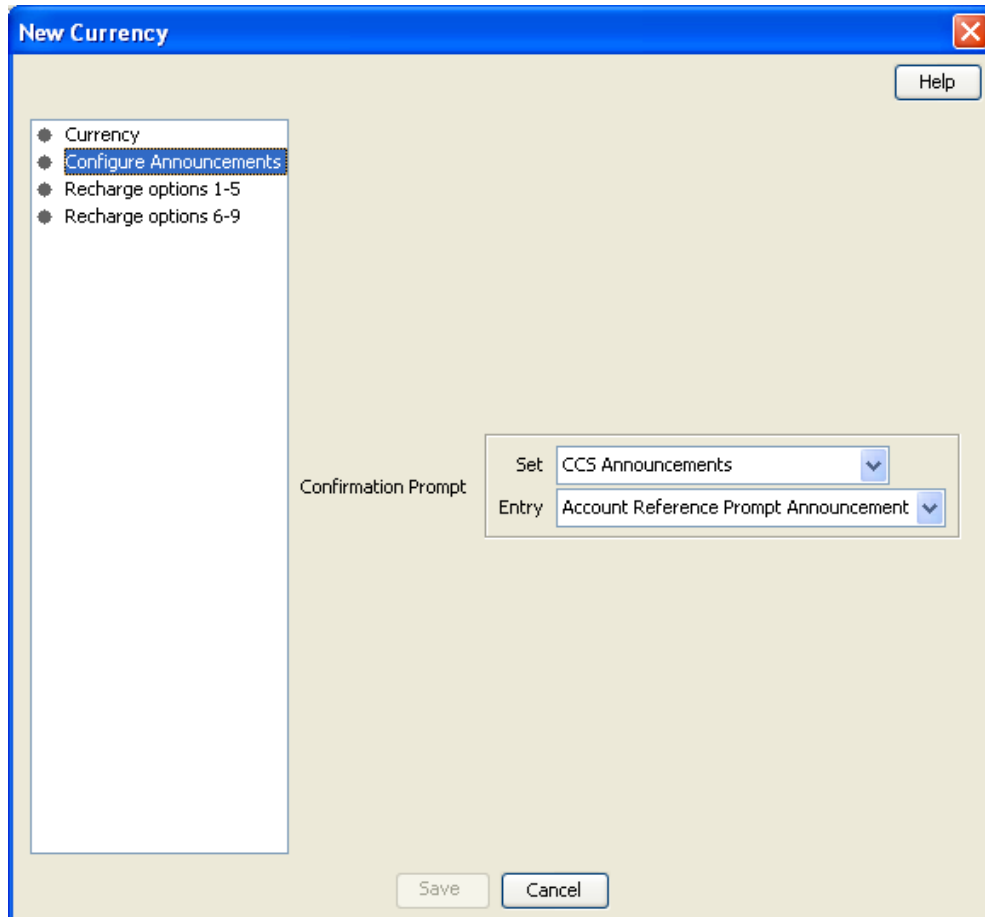 New Currency
Help
Currency
Configure Announcements
Recharge options 1-5
Recharge options 6-9
Confirmation Prompt
Set CCS Announcements
Entry Account Reference Prompt Announcement
Save Cancel